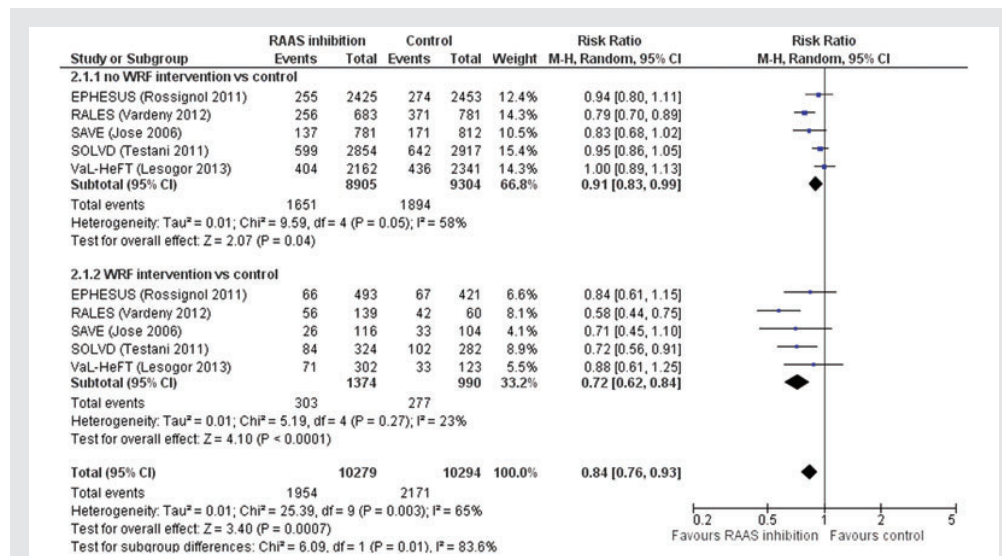 RAAS inhibition Control Risk Ratio Risk Ratio
Study or Subgroup Events Total Events Total Weight M-H, Random, 95% CI M-H, Random, 95% CI
2.1.1 no WRF intervention vs control
EPHESUS (Rossignol 2011) 255 2425 274 2453 12.4% 0.94 [0.80, 1.11]
RALES (Vardeny 2012) 256 683 371 781 14.3% 0.79 [0.70, 0.89]
SAVE (Jose 2006) 137 781 171 812 10.5% 0.83 [0.68, 1.02]
SOLVD (Testani 2011) 599 2854 642 2917 15.4% 0.95 [0.86, 1.05]
VaL-HeFT (Lesogor 2013) 404 2162 436 2341 14.3% 1.00 [0.89, 1.13]
Subtotal (95% CI) 8905 9304 66.8% 0.91 [0.83, 0.99]
Total events 1651 1894
Heterogeneity: Tau² = 0.01; Chi² = 9.59, df = 4 (P = 0.05); I² = 58%
Test for overall effect: Z = 2.07 (P = 0.04)
2.1.2 WRF intervention vs control
EPHESUS (Rossignol 2011) 66 493 67 421 6.6% 0.84 [0.61, 1.15]
RALES (Vardeny 2012) 56 139 42 60 8.1% 0.58 [0.44, 0.75]
SAVE (Jose 2006) 26 116 33 104 4.1% 0.71 [0.45, 1.10]
SOLVD (Testani 2011) 84 324 102 282 8.9% 0.72 [0.56, 0.91]
VaL-HeFT (Lesogor 2013) 71 302 33 123 5.5% 0.88 [0.61, 1.25]
Subtotal (95% CI) 1374 990 33.2% 0.72 [0.62, 0.84]
Total events 303 277
Heterogeneity: Tau² = 0.01; Chi² = 5.19, df = 4 (P = 0.27); I² = 23%
Test for overall effect: Z = 4.10 (P < 0.0001)
Total (95% CI) 10279 10294 100.0% 0.84 [0.76, 0.93]
Total events 1954 2171
Heterogeneity: Tau² = 0.01; Chi² = 25.39, df = 9 (P = 0.003); I² = 65%
Test for overall effect: Z = 3.40 (P = 0.0007)
Test for subgroup differences: Chi² = 6.09, df = 1 (P = 0.01), I² = 83.6%
0.2 0.5 1 2 5
Favours RAAS inhibition Favours control